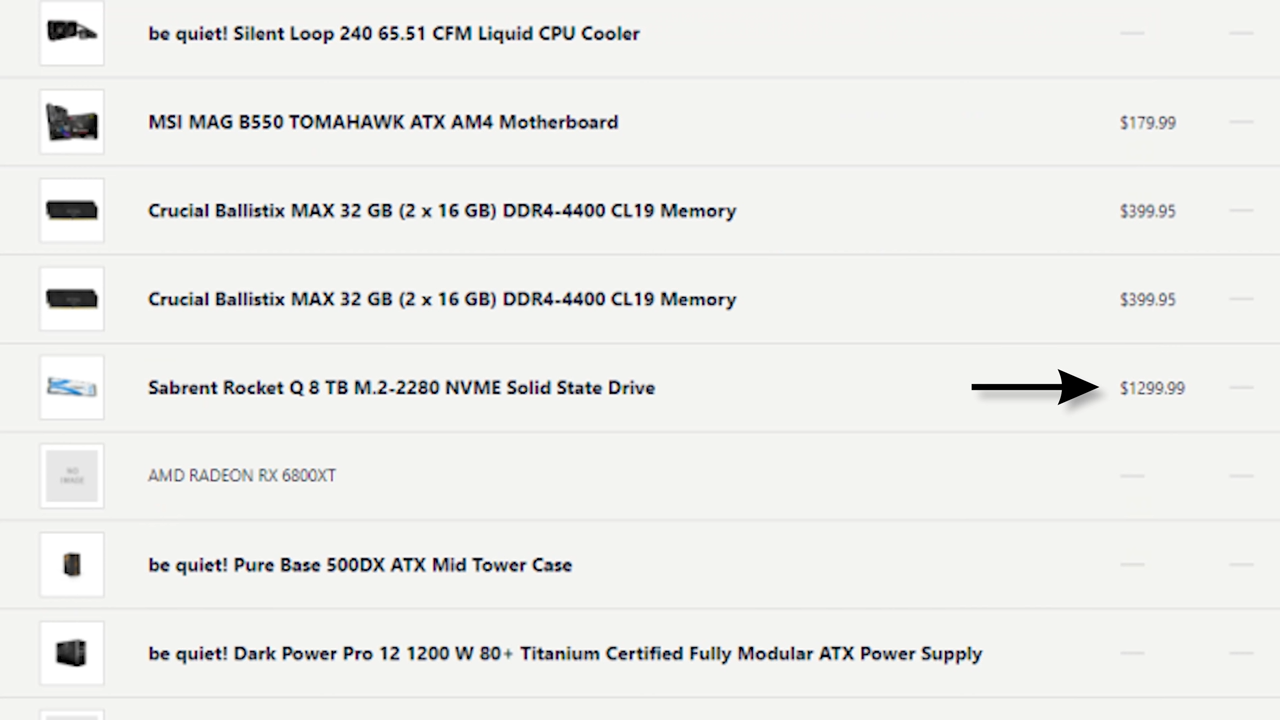 be quiet! Silent Loop 240 65.51 CFM Liquid CPU Cooler
MSI MAG B550 TOMAHAWK ATX AM4 Motherboard $179.99
Crucial Ballistix MAX 32 GB (2 x 16 GB) DDR4-4400 CL19 Memory $399.95
Crucial Ballistix MAX 32 GB (2 x 16 GB) DDR4-4400 CL19 Memory $399.95
Sabrent Rocket Q 8 TB M.2-2280 NVME Solid State Drive $1299.99
NO
IMAGE
AMD RADEON RX 6800XT
be quiet! Pure Base 500DX ATX Mid Tower Case
be quiet! Dark Power Pro 12 1200 W 80+ Titanium Certified Fully Modular ATX Power Supply